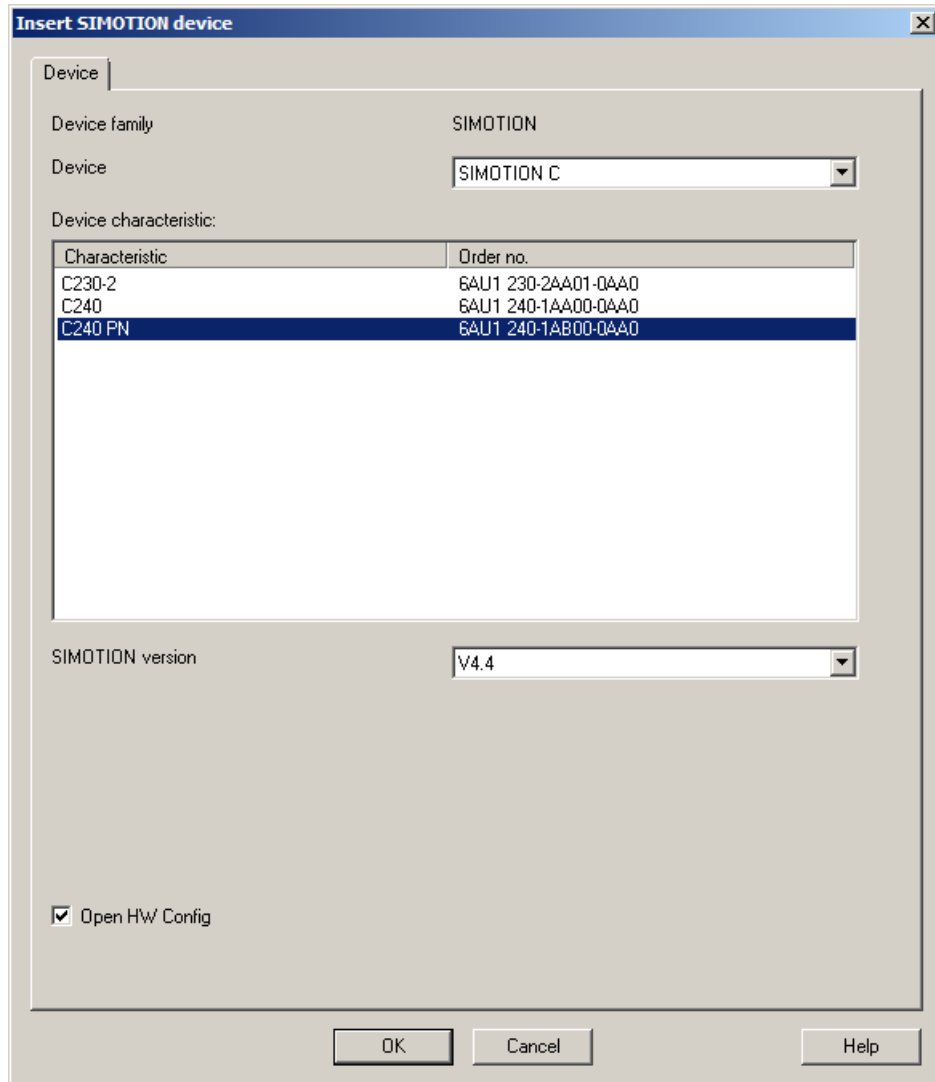 Insert SIMOTION device
Device
Device family SIMOTION
Device SIMOTION C
Device characteristic:
Characteristic Order no.
C230-2 6AU1 230-2AA01-0AA0
C240 6AU1 240-1AA00-0AA0
C240 PN 6AU1 240-1AB00-0AA0
SIMOTION version V4.4
Open HW Config
OK Cancel Help